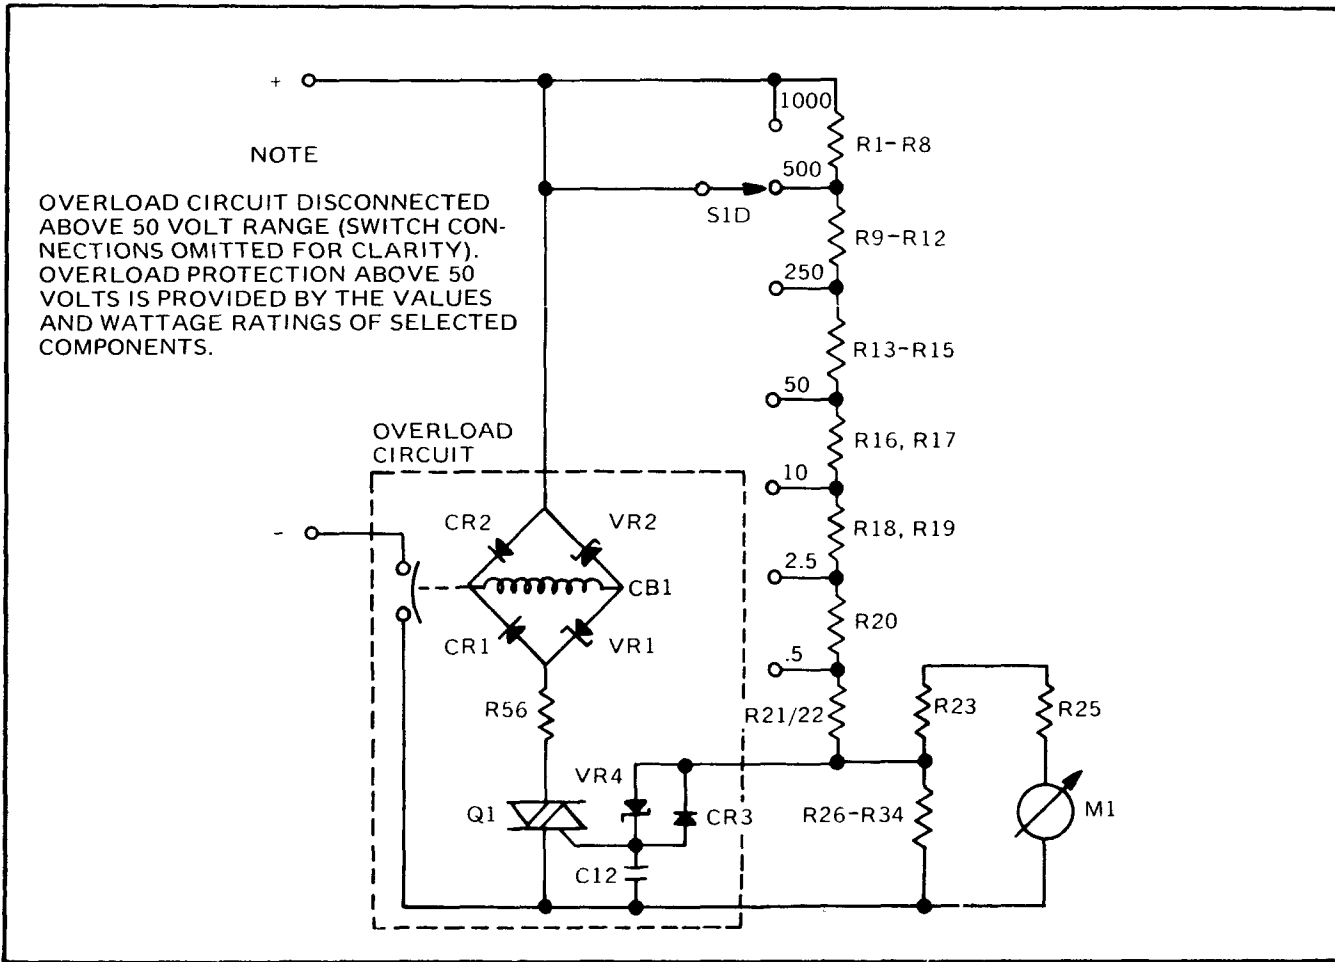 +
1000
R1-R8
NOTE
500
S1D
OVERLOAD CIRCUIT DISCONNECTED
ABOVE 50 VOLT RANGE (SWITCH CON-
NECTIONS OMITTED FOR CLARITY).
OVERLOAD PROTECTION ABOVE 50
VOLTS IS PROVIDED BY THE VALUES
AND WATTAGE RATINGS OF SELECTED
COMPONENTS.
R9-R12
250
R13-R15
50
OVERLOAD
CIRCUIT
R16, R17
10
-
CR2
VR2
R18, R19
2.5
CB1
R20
CR1
VR1
.5
R56
R21/22
R23
R25
VR4
Q1
CR3
R26-R34
M1
C12